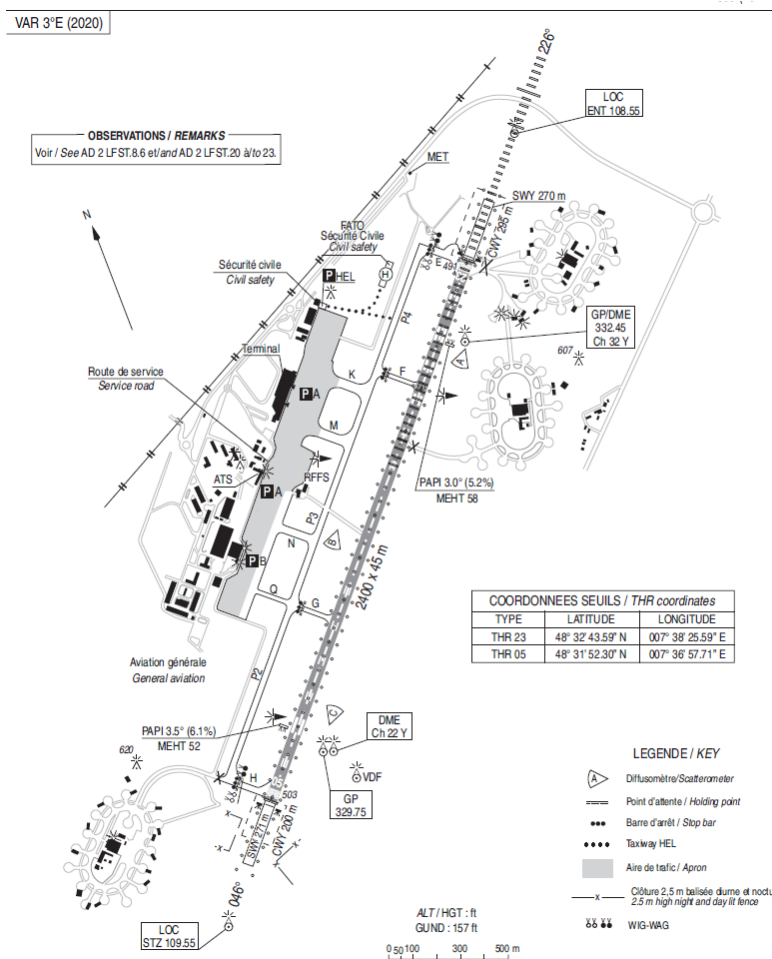 VAR 3°E (2020)
226°
LOC
ENT 108.55
OBSERVATIONS / REMARKS
Voir / See AD 2 LFST.8.6 et/and AD 2 LFST.20 à/to 23.
MET
SWY 270 m
CWY 295 m
N
FATO
Sécurité Civile
Civil safety
H
E
491
Sécurité civile
Civil safety
P HEL
P4
GP/DME
332.45
Ch 32 Y
607
A
Terminal
Route de service
Service road
K
F
P A
M
ATS
RFFS
P A
PAPI 3.0° (5.2%)
MEHT 58
P3
B
N
P B
2400 x 45 m
Q
G
COORDONNEES SEUILS / THR coordinates
TYPE LATITUDE LONGITUDE
THR 23 48° 32' 43.59" N 007° 38' 25.59" E
THR 05 48° 31' 52.30" N 007° 36' 57.71" E
Aviation générale
General aviation
P2
C
PAPI 3.5° (6.1%)
MEHT 52
DME
Ch 22 Y
620
VDF
H
503
GP
329.75
SWY 271 m
CWY 200 m
046°
LOC
STZ 109.55
LEGENDE / KEY
A Diffusomètre/Scatterometer
Point d'attente / Holding point
Barre d'arrêt / Stop bar
Taxiway HEL
Aire de trafic / Apron
Clôture 2,5 m balisée diurne et noctu
2.5 m high night and day lit fence
WIG-WAG
ALT / HGT : ft
GUND : 157 ft
0 50 100 300 500 m